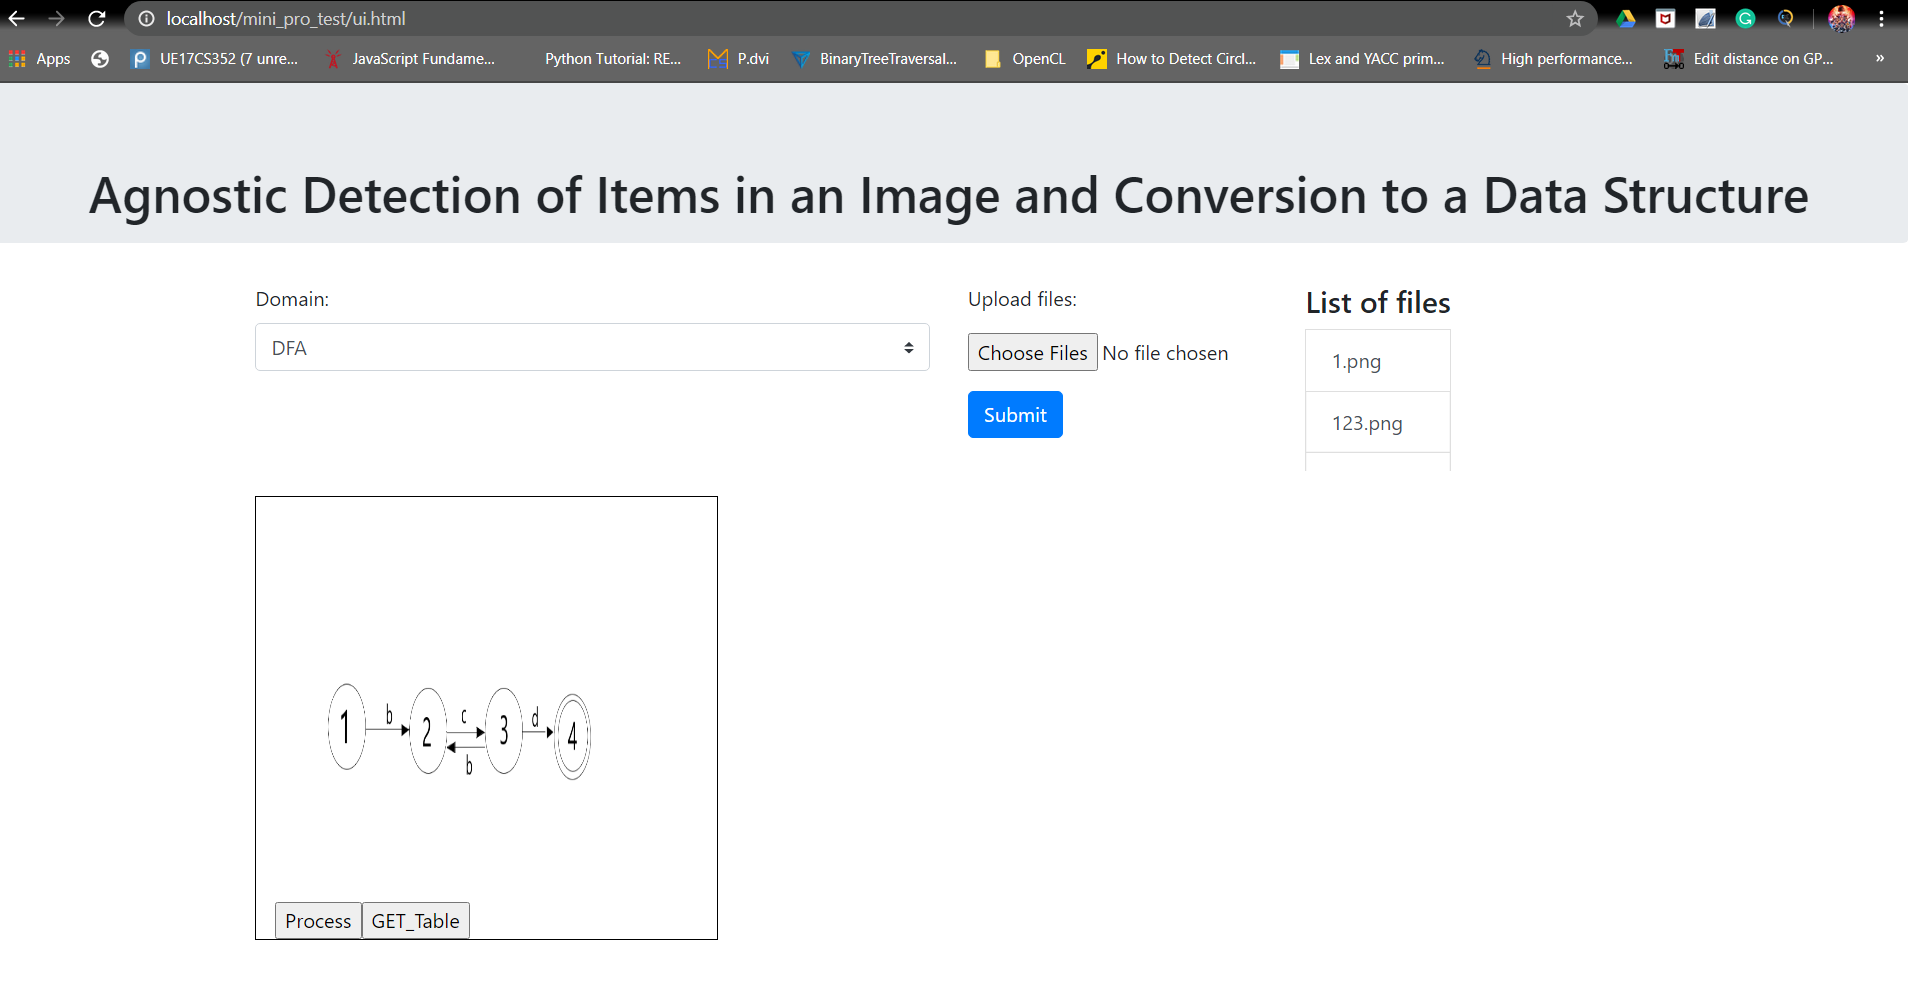 localhost/mini_pro_test/ui.html
Apps UE17CS352 (7 unre... JavaScript Fundame... Python Tutorial: RE... P.dvi BinaryTreeTraversal... OpenCL How to Detect Circl... Lex and YACC prim... High performance... Edit distance on GP... »
Agnostic Detection of Items in an Image and Conversion to a Data Structure
Domain:
DFA
Upload files:
Choose Files No file chosen
Submit
List of files
1.png
123.png
1 b 2 c 3 d 4
b
Process GET_Table